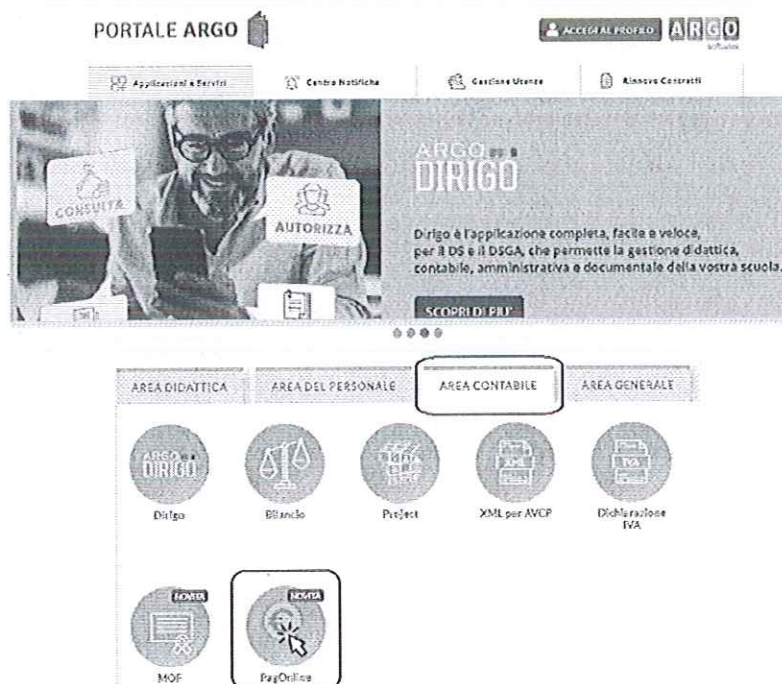 PORTALE ARGO
ACCEDI AL PROFILO
ARGO
software
Applicazioni e Servizi
Centro Notifiche
Gestione Utenze
Rinnovo Contratti
CONSULTA
AUTORIZZA
ARGO
DIRIGO
Dirigo è l'applicazione completa, facile e veloce,
per il DS e il DSGA, che permette la gestione didattica,
contabile, amministrativa e documentale della vostra scuola.
SCOPRI DI PIU'
AREA DIDATTICA
AREA DEL PERSONALE
AREA CONTABILE
AREA GENERALE
ARGO
DIRIGO
XML
IVA
Dirigo
Bilancio
Project
XML per AVCP
Dichiarazione
IVA
NOVITÀ
NOVITÀ
MOF
PagOnline